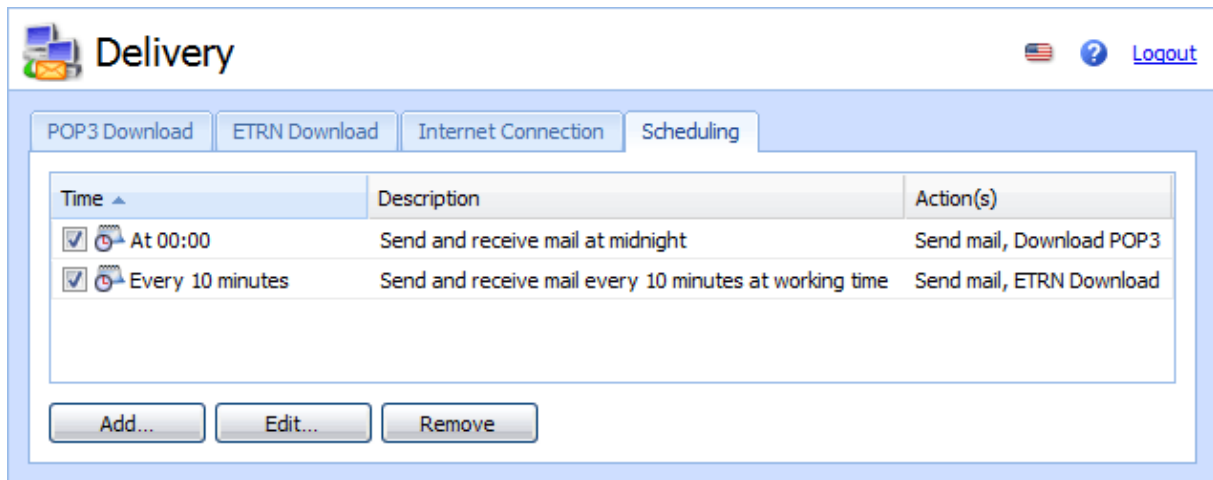 Delivery
? Logout
POP3 Download ETRN Download Internet Connection Scheduling
Time Description Action(s)
At 00:00 Send and receive mail at midnight Send mail, Download POP3
Every 10 minutes Send and receive mail every 10 minutes at working time Send mail, ETRN Download
Add... Edit... Remove